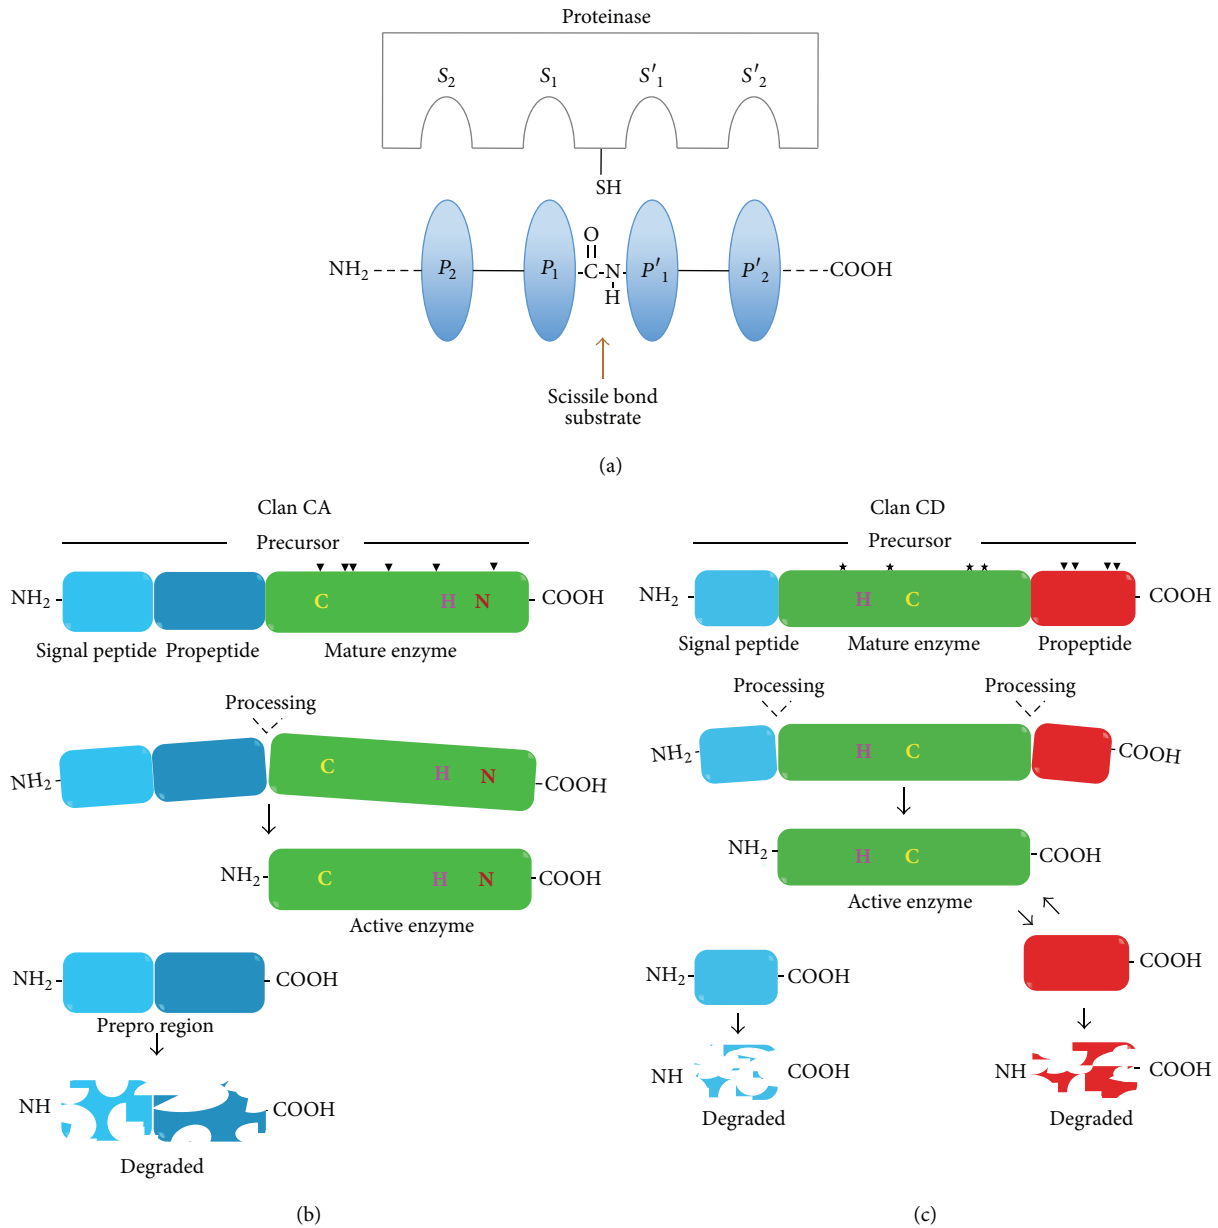 Proteinase
S₂ S₁ S′₁ S′₂
SH
O
NH₂ P₂ P₁ C N P′₁ P′₂ COOH
H
Scissile bond
substrate
(a)
Clan CA
Precursor
NH₂ C H N COOH
Signal peptide Propeptide Mature enzyme
Processing
NH₂ C H N COOH
NH₂ C H N COOH
Active enzyme
NH₂ COOH
Prepro region
NH COOH
Degraded
(b)
Clan CD
Precursor
NH₂ H C COOH
Signal peptide Mature enzyme Propeptide
Processing Processing
NH₂ H C COOH
NH₂ H C COOH
Active enzyme
NH₂ COOH COOH
NH COOH NH COOH
Degraded Degraded
(c)